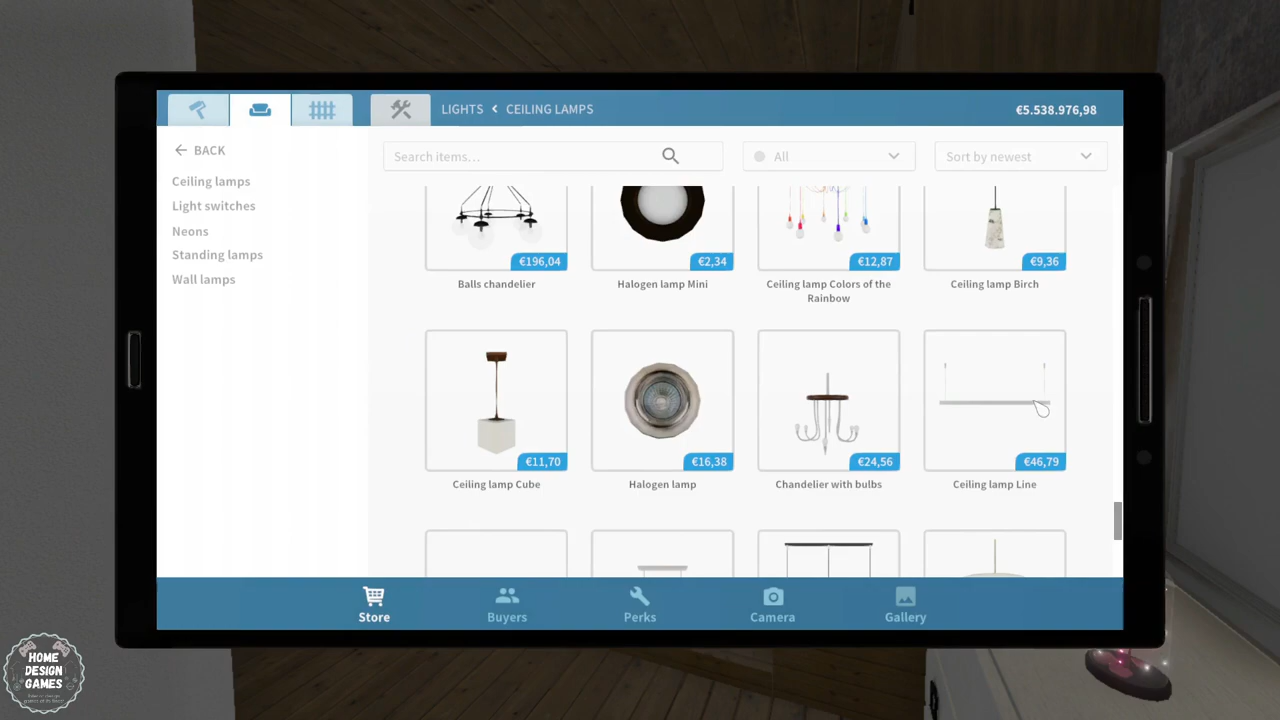 LIGHTS < CEILING LAMPS
€5.538.976,98
BACK
Search items...
All
Sort by newest
Ceiling lamps
Light switches
Neons
Standing lamps
Wall lamps
€196,04
€2,34
€12,87
€9,36
Balls chandelier
Halogen lamp Mini
Ceiling lamp Colors of the
Rainbow
Ceiling lamp Birch
€11,70
€16,38
€24,56
€46,79
Ceiling lamp Cube
Halogen lamp
Chandelier with bulbs
Ceiling lamp Line
Store
Buyers
Perks
Camera
Gallery
HOME
DESIGN
GAMES